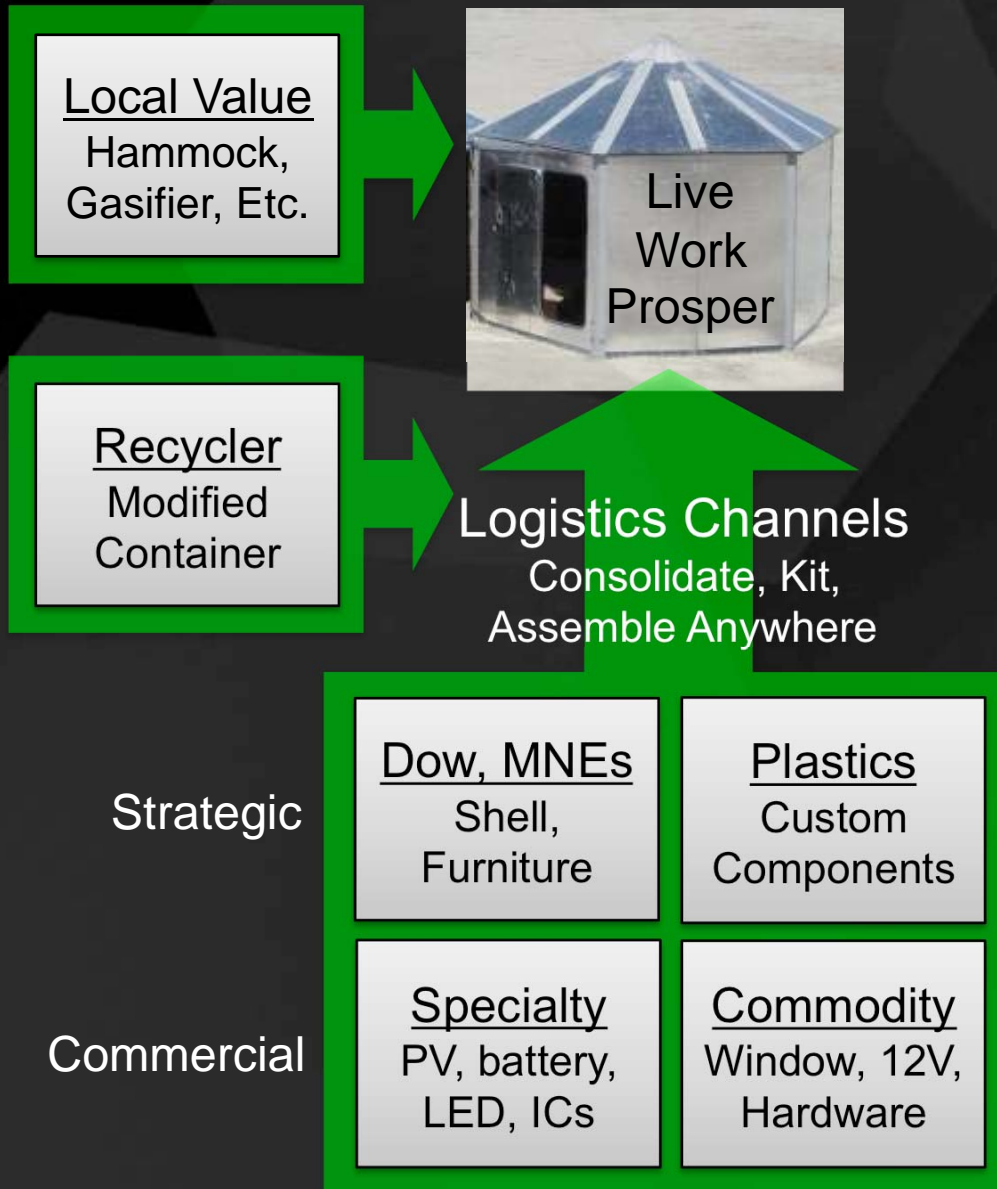 Local Value
Hammock,
Gasifier, Etc.
Live
Work
Prosper
Recycler
Modified
Container
Logistics Channels
Consolidate, Kit,
Assemble Anywhere
Strategic
Dow, MNEs
Shell,
Furniture
Plastics
Custom
Components
Commercial
Specialty
PV, battery,
LED, ICs
Commodity
Window, 12V,
Hardware